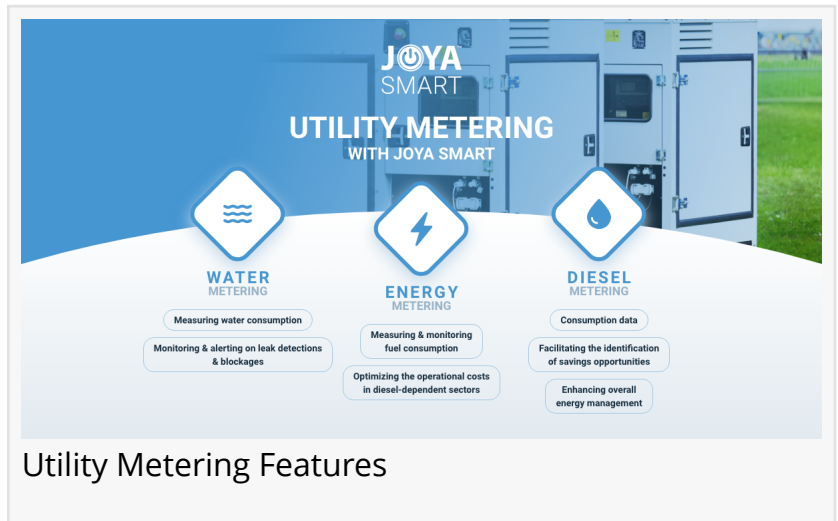 JOYA
SMART
UTILITY METERING
WITH JOYA SMART
WATER
METERING
Measuring water consumption
Monitoring & alerting on leak detections
& blockages
ENERGY
METERING
Measuring & monitoring
fuel consumption
Optimizing the operational costs
in diesel-dependent sectors
DIESEL
METERING
Consumption data
Facilitating the identification
of savings opportunities
Enhancing overall
energy management
Utility Metering Features